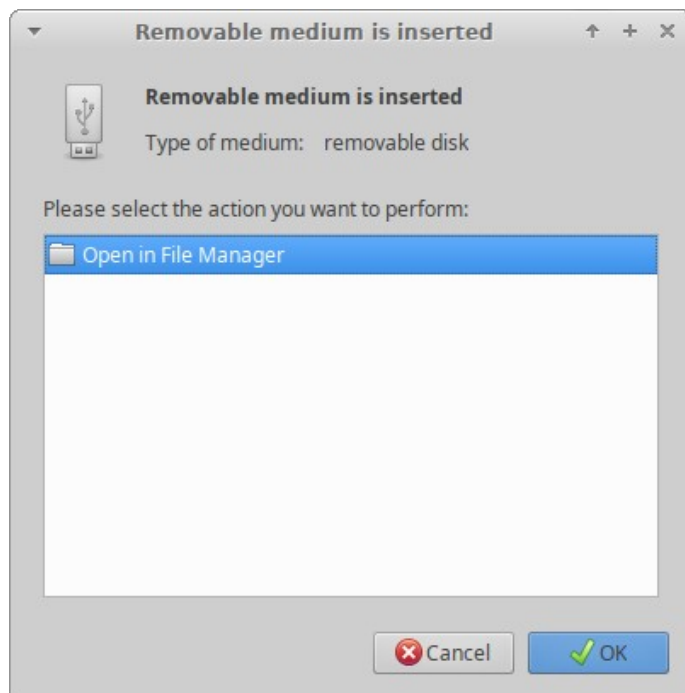 Removable medium is inserted
Removable medium is inserted
Type of medium: removable disk
Please select the action you want to perform:
Open in File Manager
Cancel OK